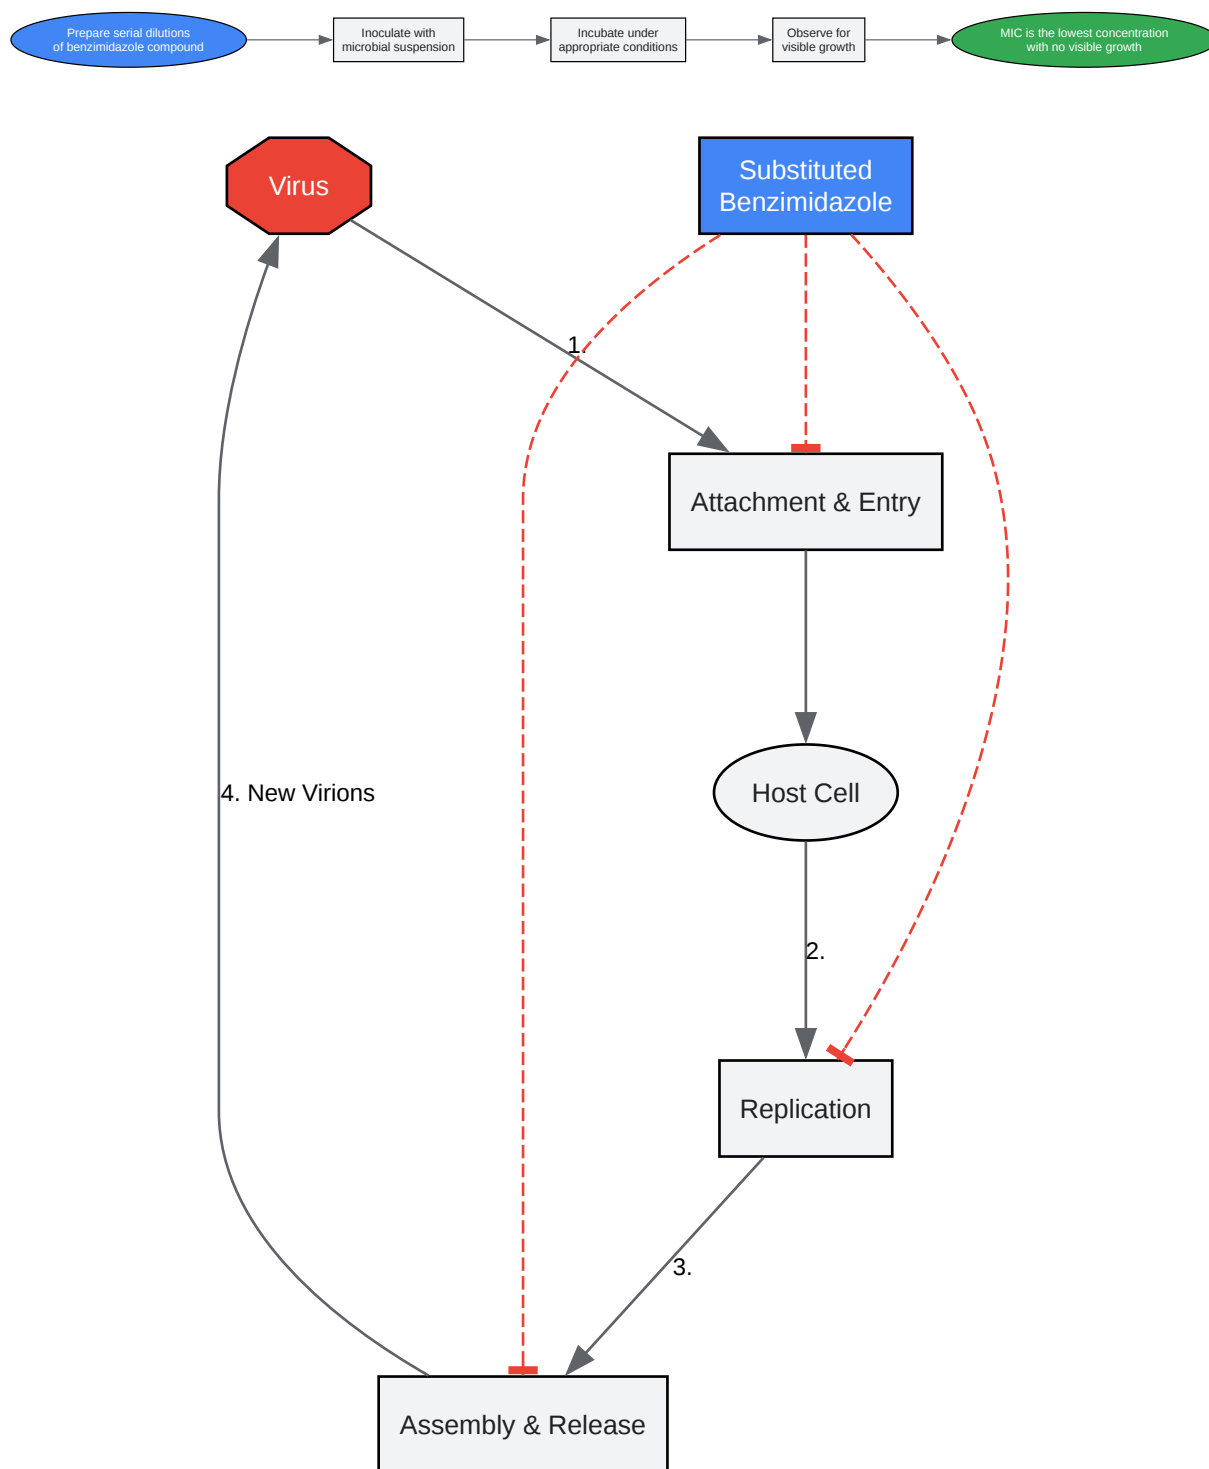 Prepare serial dilutions
of benzimidazole compound
Inoculate with
microbial suspension
Incubate under
appropriate conditions
Observe for
visible growth
MIC is the lowest concentration
with no visible growth
Virus
Substituted
Benzimidazole
1.
Attachment & Entry
4. New Virions
Host Cell
2.
Replication
3.
Assembly & Release